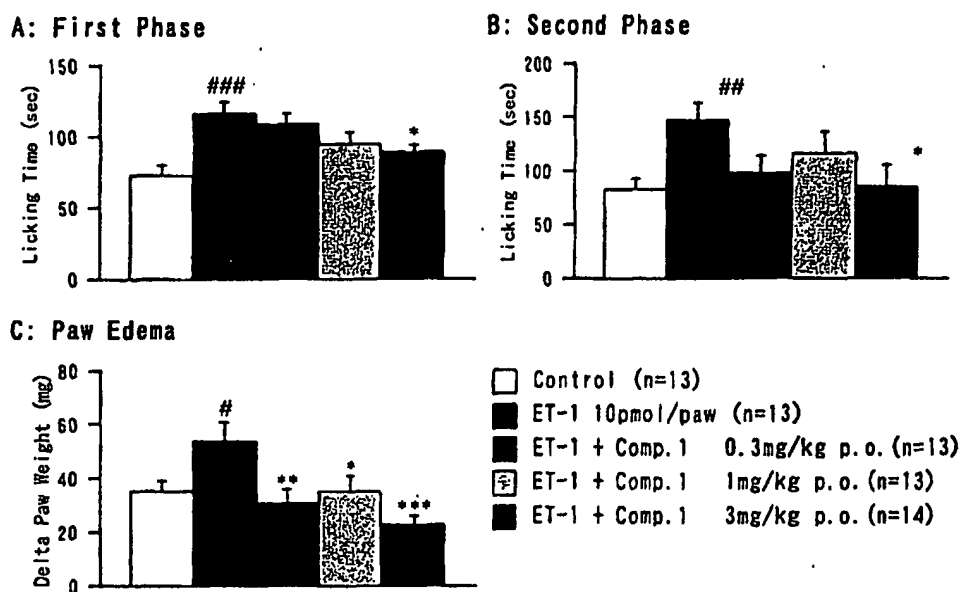 A: First Phase
Licking Time (sec)
150
100
50
0
###
*
B: Second Phase
Licking Time (sec)
200
150
100
50
0
##
*
C: Paw Edema
Delta Paw Weight (mg)
80
60
40
20
0
#
**
*
***
Control (n=13)
ET-1 10pmol/paw (n=13)
ET-1 + Comp.1 0.3mg/kg p.o.(n=13)
ET-1 + Comp.1 1mg/kg p.o.(n=13)
ET-1 + Comp.1 3mg/kg p.o.(n=14)